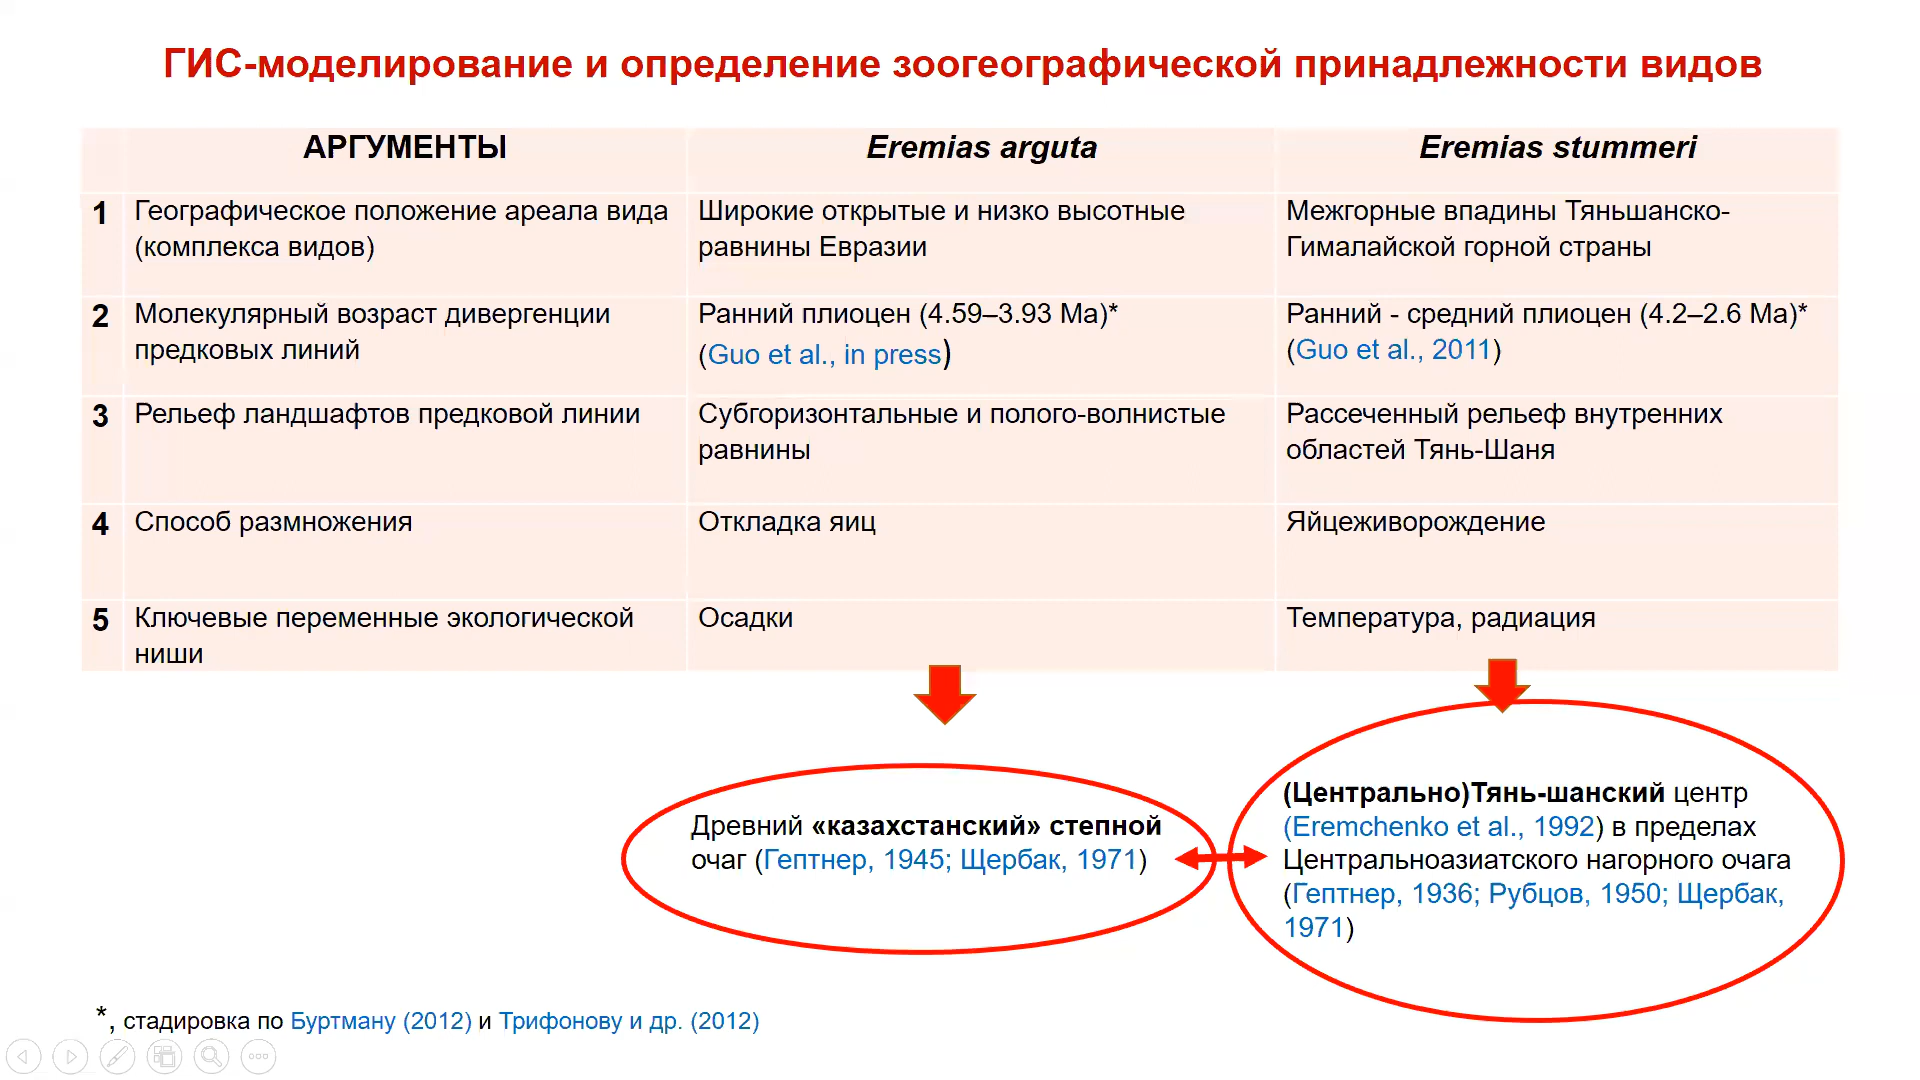 ГИС-моделирование и определение зоогеографической принадлежности видов
АРГУМЕНТЫ
Eremias arguta
Eremias stummeri
1
Географическое положение ареала вида
(комплекса видов)
Широкие открытые и низко высотные
равнины Евразии
Межгорные впадины Тяньшанско-
Гималайской горной страны
2
Молекулярный возраст дивергенции
предковых линий
Ранний плиоцен (4.59–3.93 Ma)*
(Guo et al., in press)
Ранний - средний плиоцен (4.2–2.6 Ma)*
(Guo et al., 2011)
3
Рельеф ландшафтов предковой линии
Субгоризонтальные и полого-волнистые
равнины
Рассеченный рельеф внутренних
областей Тянь-Шаня
4
Способ размножения
Откладка яиц
Яйцеживорождение
5
Ключевые переменные экологической
ниши
Осадки
Температура, радиация
Древний «казахстанский» степной
очаг (Гептнер, 1945; Щербак, 1971)
(Центрально)Тянь-шанский центр
(Eremchenko et al., 1992) в пределах
Центральноазиатского нагорного очага
(Гептнер, 1936; Рубцов, 1950; Щербак,
1971)
*, стадировка по Буртману (2012) и Трифонову и др. (2012)